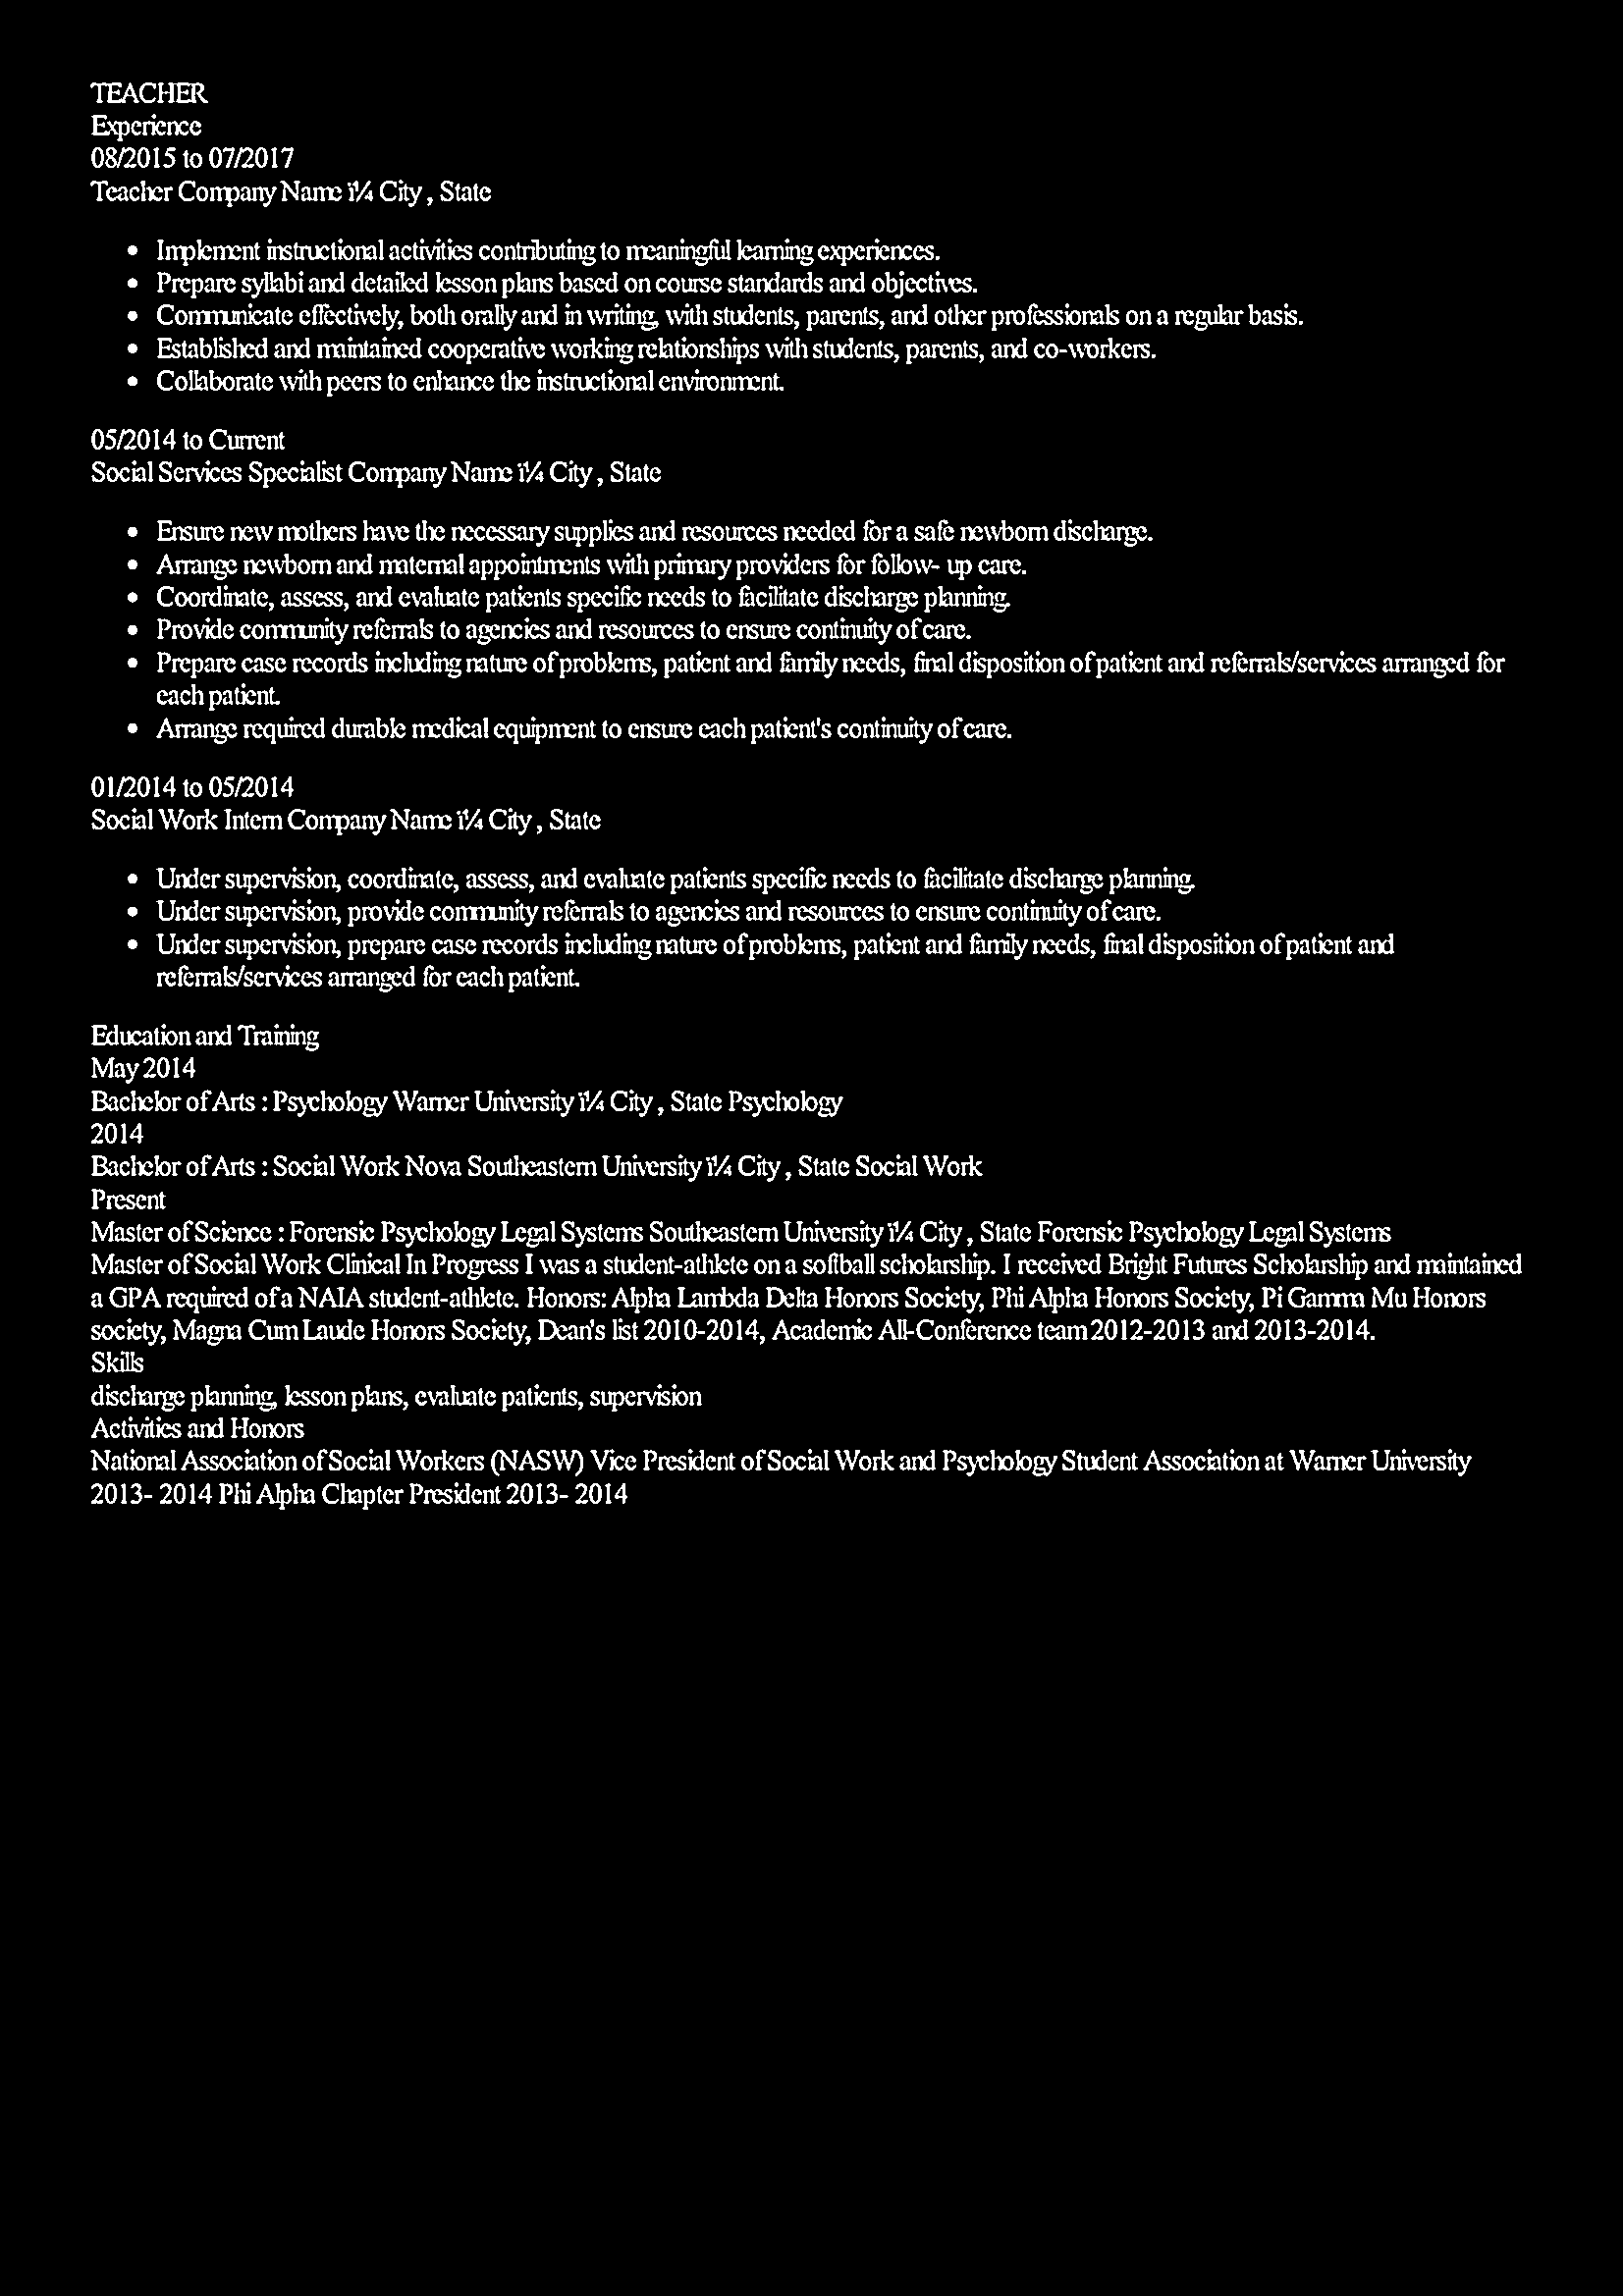 TEACHER
Experience
08/2015 to 07/2017
Teacher Company Name ï¼ City , State
• Implement instructional activities contributing to meaningful learning experiences.
• Prepare syllabi and detailed lesson plans based on course standards and objectives.
• Communicate effectively, both orally and in writing, with students, parents, and other professionals on a regular basis.
• Established and maintained cooperative working relationships with students, parents, and co-workers.
• Collaborate with peers to enhance the instructional environment.
05/2014 to Current
Social Services Specialist Company Name ï¼ City , State
• Ensure new mothers have the necessary supplies and resources needed for a safe newborn discharge.
• Arrange newborn and maternal appointments with primary providers for follow- up care.
• Coordinate, assess, and evaluate patients specific needs to facilitate discharge planning.
• Provide community referrals to agencies and resources to ensure continuity of care.
• Prepare case records including nature of problems, patient and family needs, final disposition of patient and referrals/services arranged for
each patient.
• Arrange required durable medical equipment to ensure each patient's continuity of care.
01/2014 to 05/2014
Social Work Intern Company Name ï¼ City , State
• Under supervision, coordinate, assess, and evaluate patients specific needs to facilitate discharge planning.
• Under supervision, provide community referrals to agencies and resources to ensure continuity of care.
• Under supervision, prepare case records including nature of problems, patient and family needs, final disposition of patient and
referrals/services arranged for each patient.
Education and Training
May 2014
Bachelor of Arts : Psychology Warner University ï¼ City , State Psychology
2014
Bachelor of Arts : Social Work Nova Southeastern University ï¼ City , State Social Work
Present
Master of Science : Forensic Psychology Legal Systems Southeastern University ï¼ City , State Forensic Psychology Legal Systems
Master of Social Work Clinical In Progress I was a student-athlete on a softball scholarship. I received Bright Futures Scholarship and maintained
a GPA required of a NAIA student-athlete. Honors: Alpha Lambda Delta Honors Society, Phi Alpha Honors Society, Pi Gamma Mu Honors
society, Magna Cum Laude Honors Society, Dean's list 2010-2014, Academic All-Conference team 2012-2013 and 2013-2014.
Skills
discharge planning, lesson plans, evaluate patients, supervision
Activities and Honors
National Association of Social Workers (NASW) Vice President of Social Work and Psychology Student Association at Warner University
2013- 2014 Phi Alpha Chapter President 2013- 2014